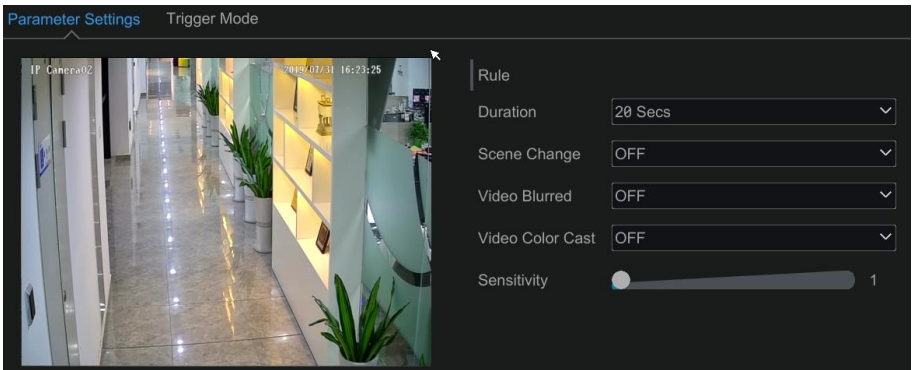 Parameter Settings Trigger Mode
IP Camera02 2019/07/31 16:23:25
Rule
Duration 20 Secs
Scene Change OFF
Video Blurred OFF
Video Color Cast OFF
Sensitivity 1